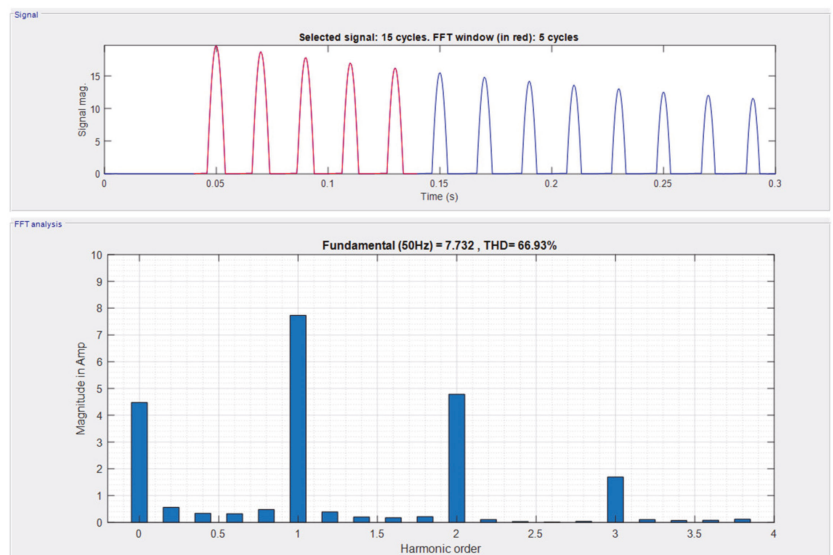 Signal
Selected signal: 15 cycles. FFT window (in red): 5 cycles
Signal mag.
15
10
5
0
0 0.05 0.1 0.15 0.2 0.25 0.3
Time (s)
FFT analysis
Fundamental (50Hz) = 7.732 , THD= 66.93%
Magnitude in Amp
10
9
8
7
6
5
4
3
2
1
0
0 0.5 1 1.5 2 2.5 3 3.5 4
Harmonic order